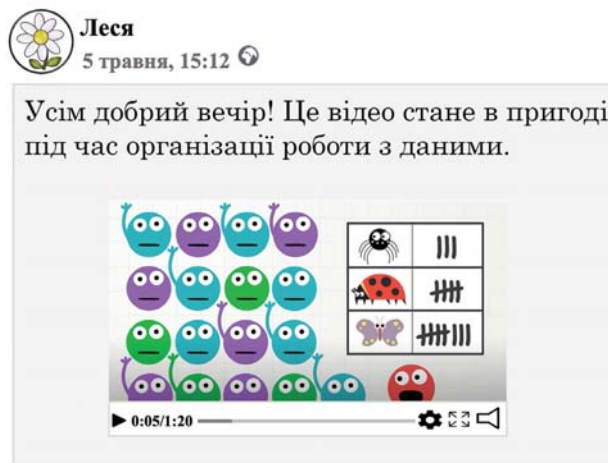 Леся
5 травня, 15:12
Усім добрий вечір! Це відео стане в пригоді
під час організації роботи з даними.
0:05/1:20